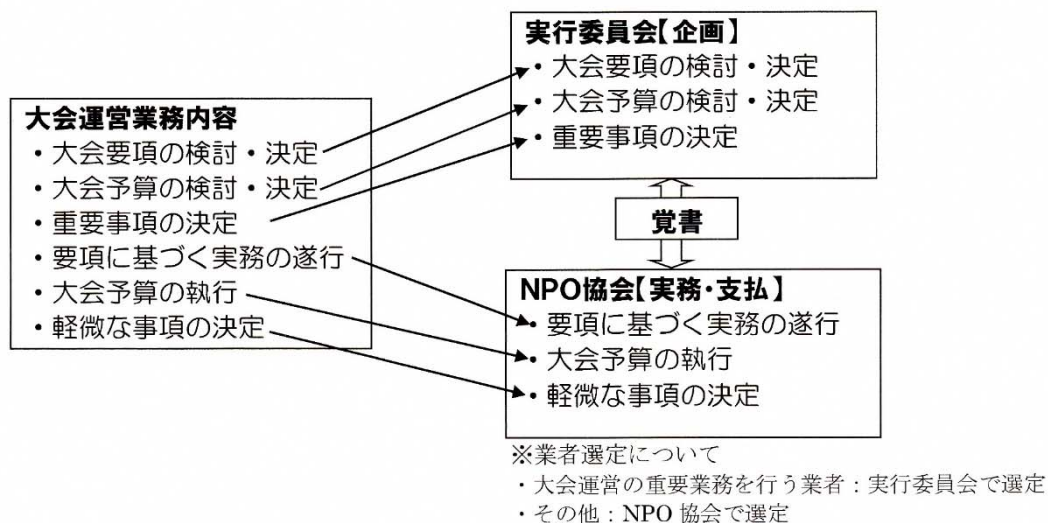 大会運営業務内容
・大会要項の検討・決定
・大会予算の検討・決定
・重要事項の決定
・要項に基づく実務の遂行
・大会予算の執行
・軽微な事項の決定
実行委員会【企画】
・大会要項の検討・決定
・大会予算の検討・決定
・重要事項の決定
覚書
NPO協会【実務・支払】
・要項に基づく実務の遂行
・大会予算の執行
・軽微な事項の決定
※業者選定について
・大会運営の重要業務を行う業者：実行委員会で選定
・その他：NPO 協会で選定